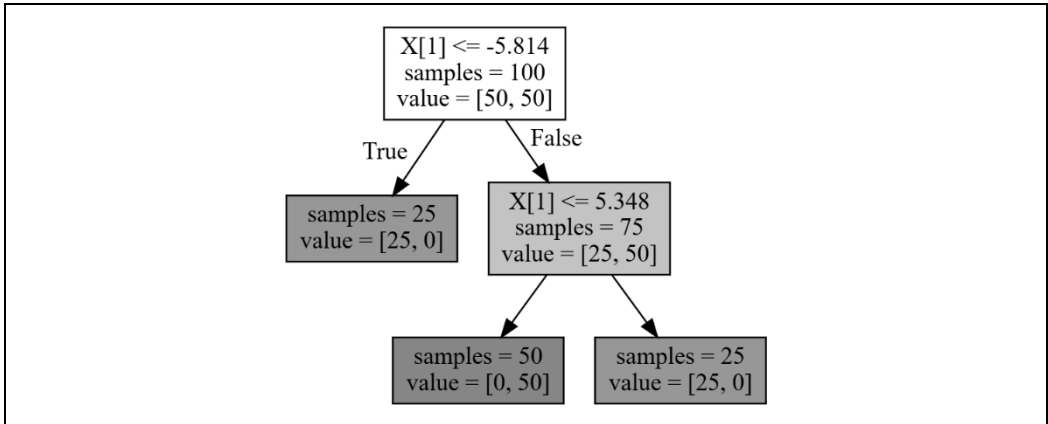 X[1] <= -5.814
samples = 100
value = [50, 50]
True
False
samples = 25
value = [25, 0]
X[1] <= 5.348
samples = 75
value = [25, 50]
samples = 50
value = [0, 50]
samples = 25
value = [25, 0]